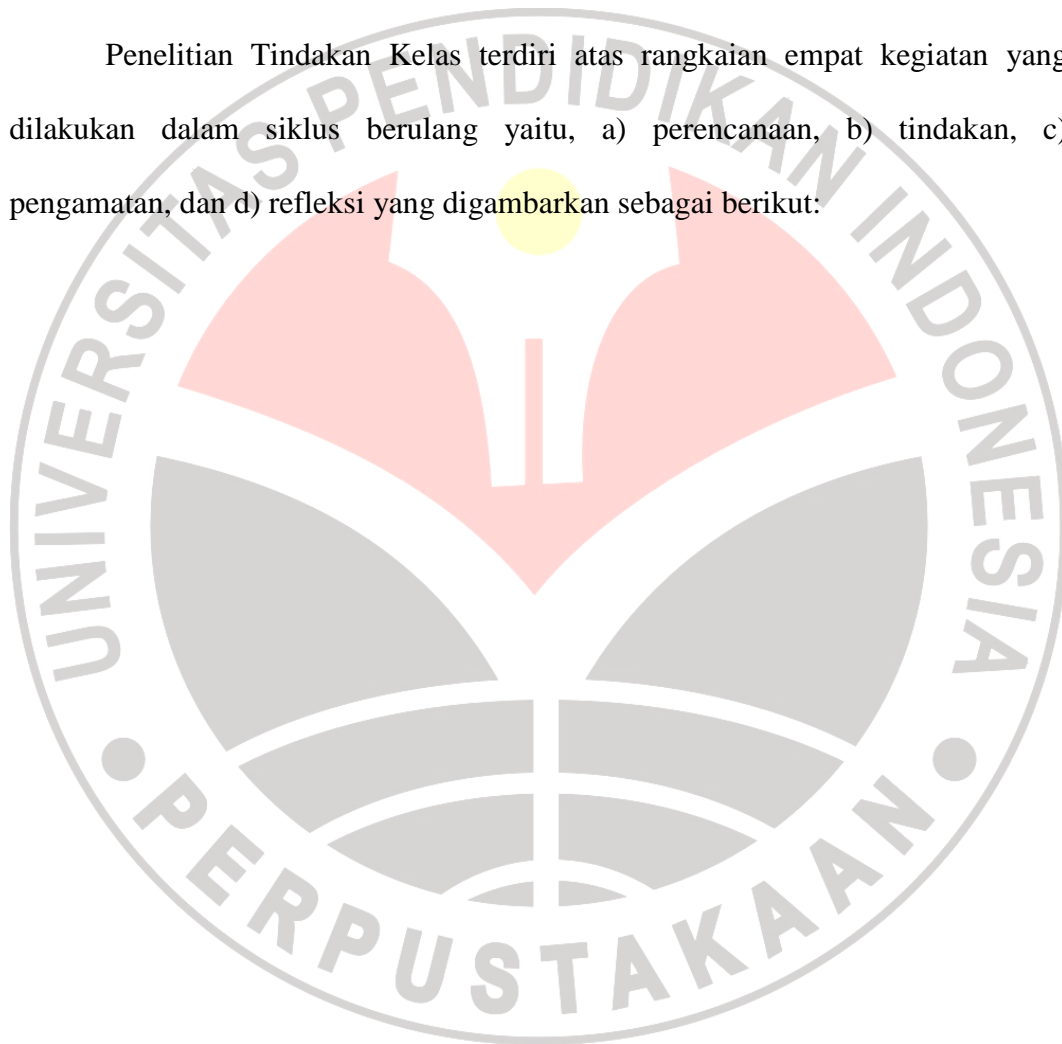 Penelitian Tindakan Kelas terdiri atas rangkaian empat kegiatan yang
dilakukan dalam siklus berulang yaitu, a) perencanaan, b) tindakan, c)
pengamatan, dan d) refleksi yang digambarkan sebagai berikut:
UNIVERSITAS PENDIDIKAN INDONESIA
PERPUSTAKAAN